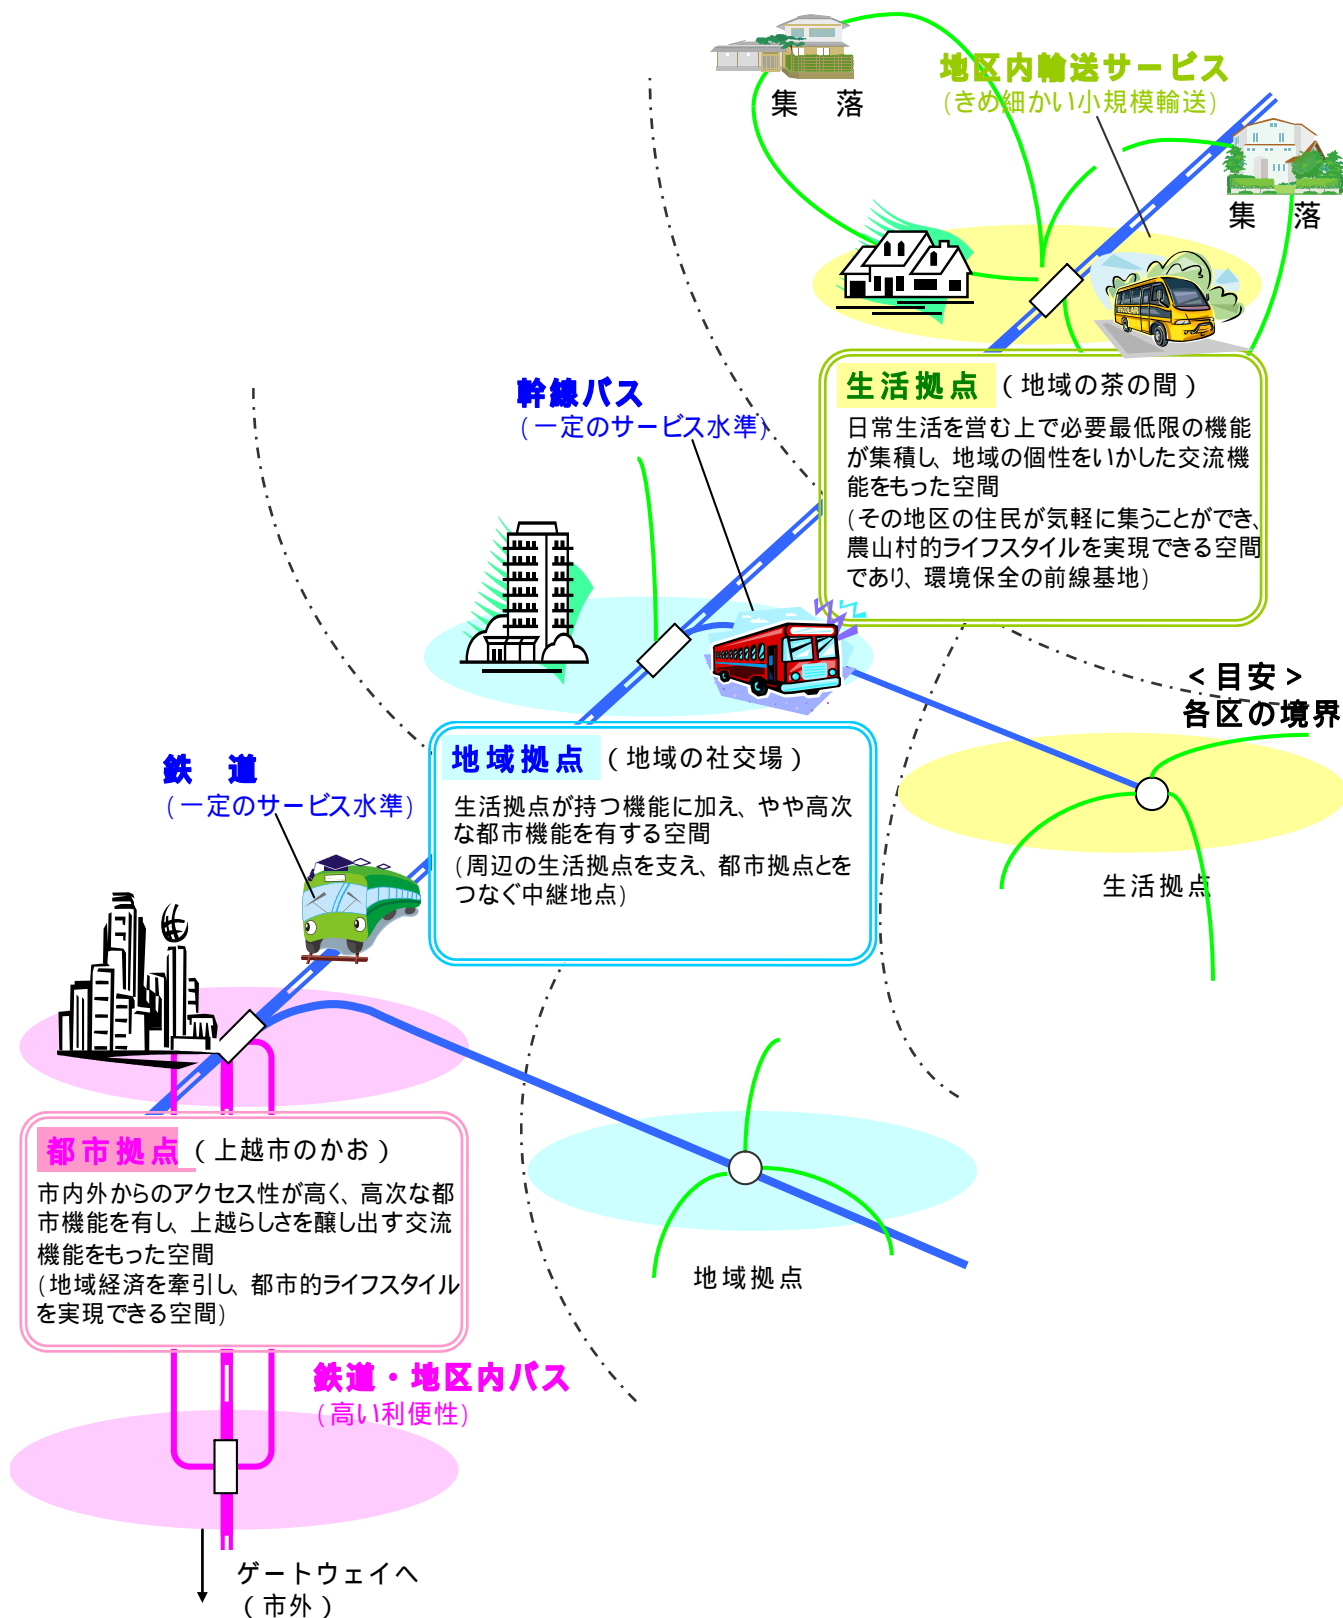 集　落
地区内輸送サービス
(きめ細かい小規模輸送)
集　落
生活拠点（地域の茶の間）
日常生活を営む上で必要最低限の機能
が集積し、地域の個性をいかした交流機
能をもった空間
(その地区の住民が気軽に集うことができ、
農山村的ライフスタイルを実現できる空間
であり、環境保全の前線基地)
幹線バス
(一定のサービス水準)
＜目安＞
各区の境界
地域拠点（地域の社交場）
生活拠点が持つ機能に加え、やや高次
な都市機能を有する空間
(周辺の生活拠点を支え、都市拠点とを
つなぐ中継地点)
鉄　道
(一定のサービス水準)
生活拠点
都市拠点（上越市のかお）
市内外からのアクセス性が高く、高次な都
市機能を有し、上越らしさを醸し出す交流
機能をもった空間
(地域経済を牽引し、都市的ライフスタイル
を実現できる空間)
地域拠点
鉄道・地区内バス
(高い利便性)
ゲートウェイへ
（市外）